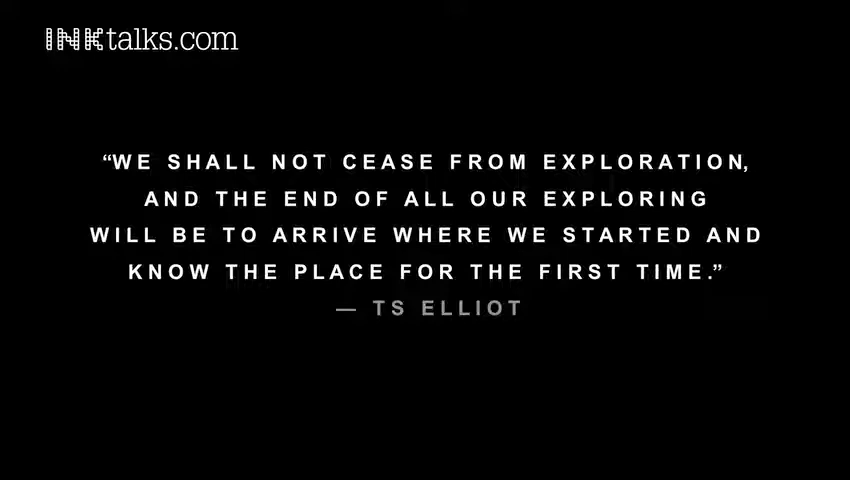 INKtalks.com
“WE SHALL NOT CEASE FROM EXPLORATION,
AND THE END OF ALL OUR EXPLORING
WILL BE TO ARRIVE WHERE WE STARTED AND
KNOW THE PLACE FOR THE FIRST TIME.”
— TS ELLIOT